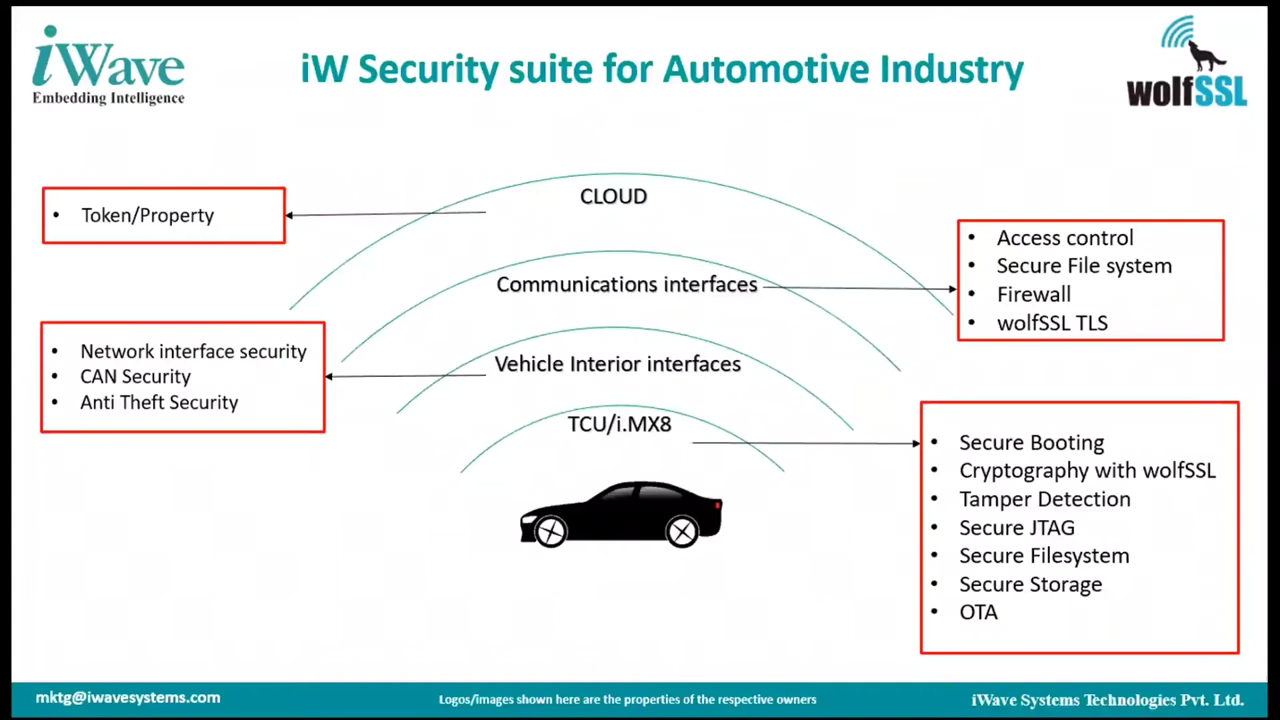 iWave
Embedding Intelligence
iW Security suite for Automotive Industry
wolfSSL
CLOUD
• Token/Property
Communications interfaces
• Access control
• Secure File system
• Firewall
• wolfSSL TLS
Vehicle Interior interfaces
• Network interface security
• CAN Security
• Anti Theft Security
TCU/i.MX8
• Secure Booting
• Cryptography with wolfSSL
• Tamper Detection
• Secure JTAG
• Secure Filesystem
• Secure Storage
• OTA
mktg@iwavesystems.com
Logos/images shown here are the properties of the respective owners
iWave Systems Technologies Pvt. Ltd.